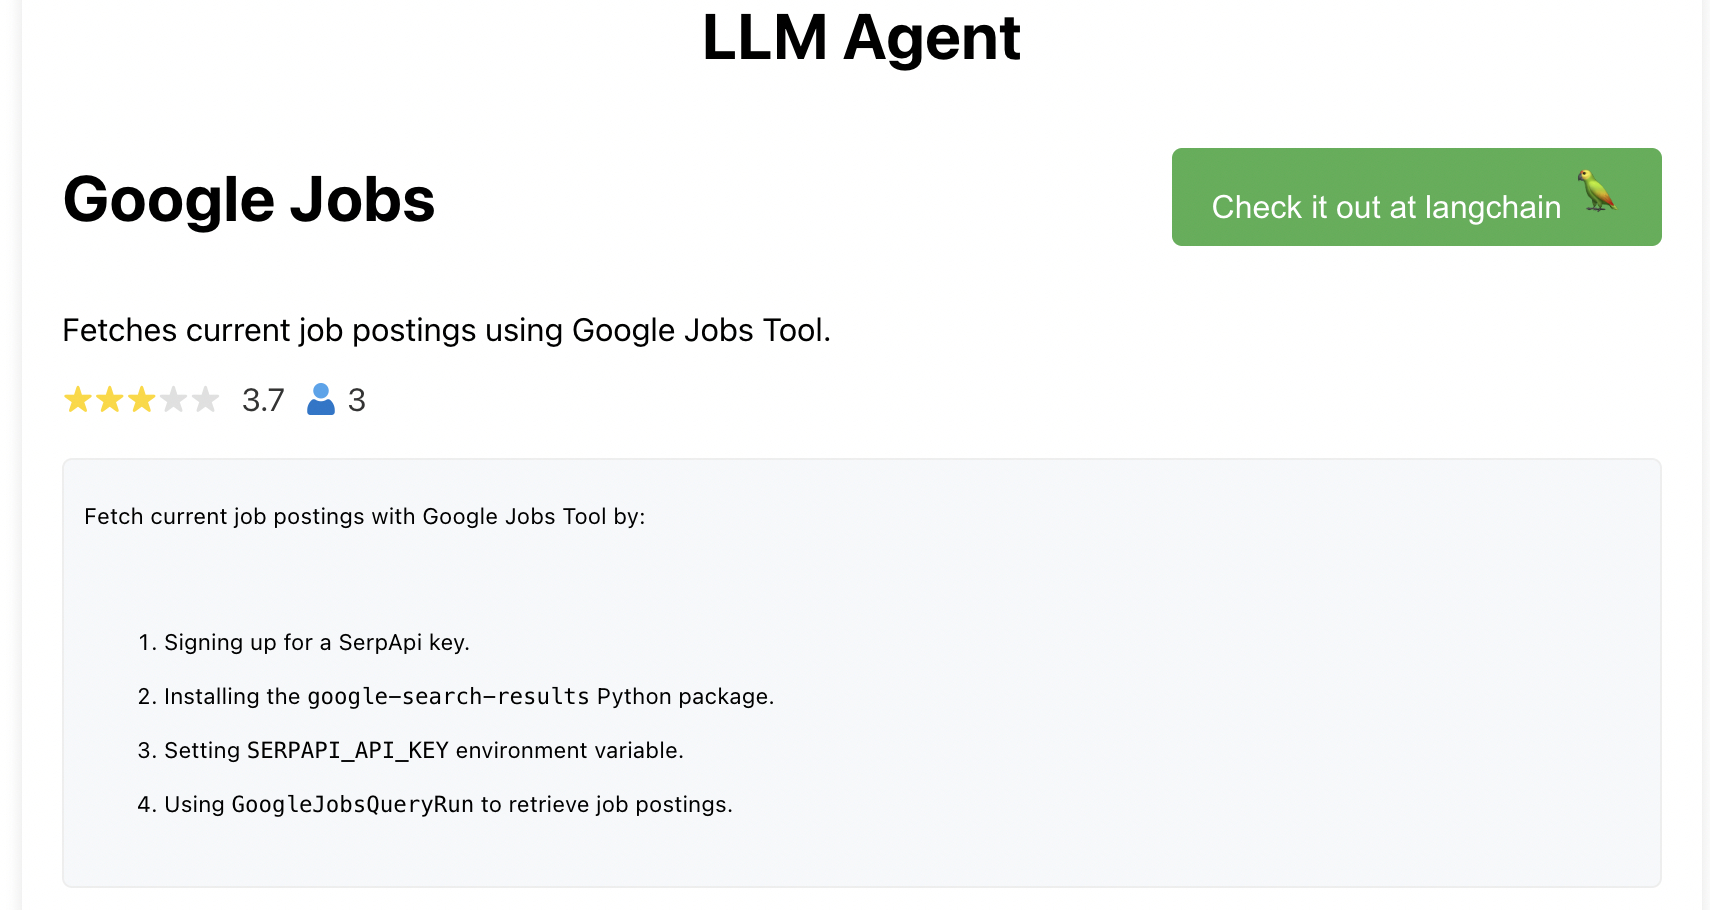 LLM Agent
Google Jobs
Check it out at langchain
Fetches current job postings using Google Jobs Tool.
3.7 3
Fetch current job postings with Google Jobs Tool by:
1. Signing up for a SerpApi key.
2. Installing the google-search-results Python package.
3. Setting SERPAPI_API_KEY environment variable.
4. Using GoogleJobsQueryRun to retrieve job postings.